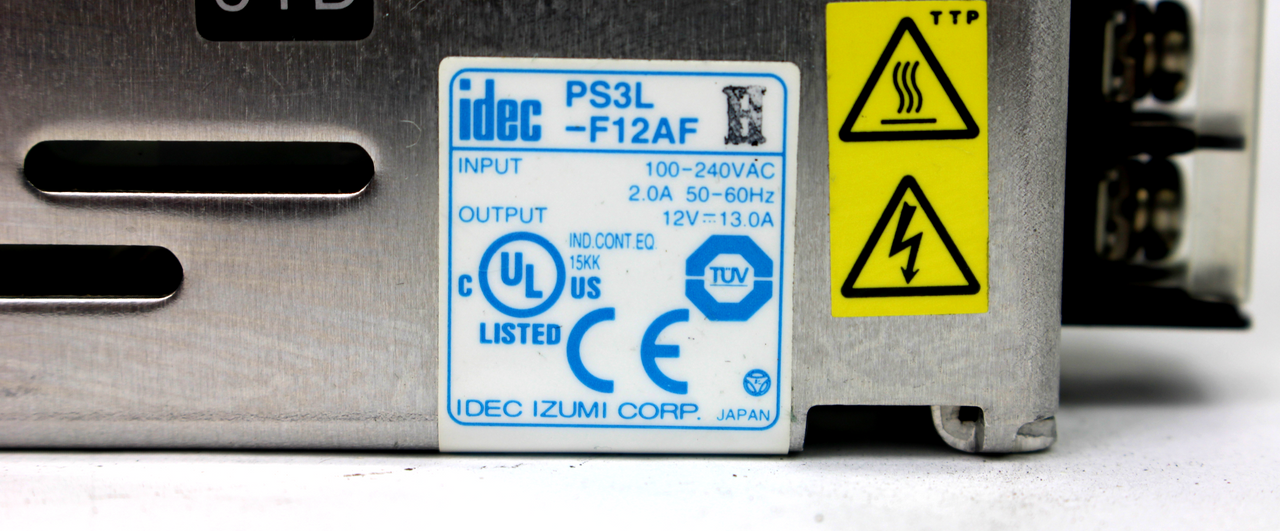 TTP
idec PS3L
-F12AF H
INPUT 100-240VAC
2.0A 50-60Hz
OUTPUT 12V⎓13.0A
IND.CONT.EQ.
15KK
C UL US
LISTED
TÜV
CE
IDEC IZUMI CORP. JAPAN